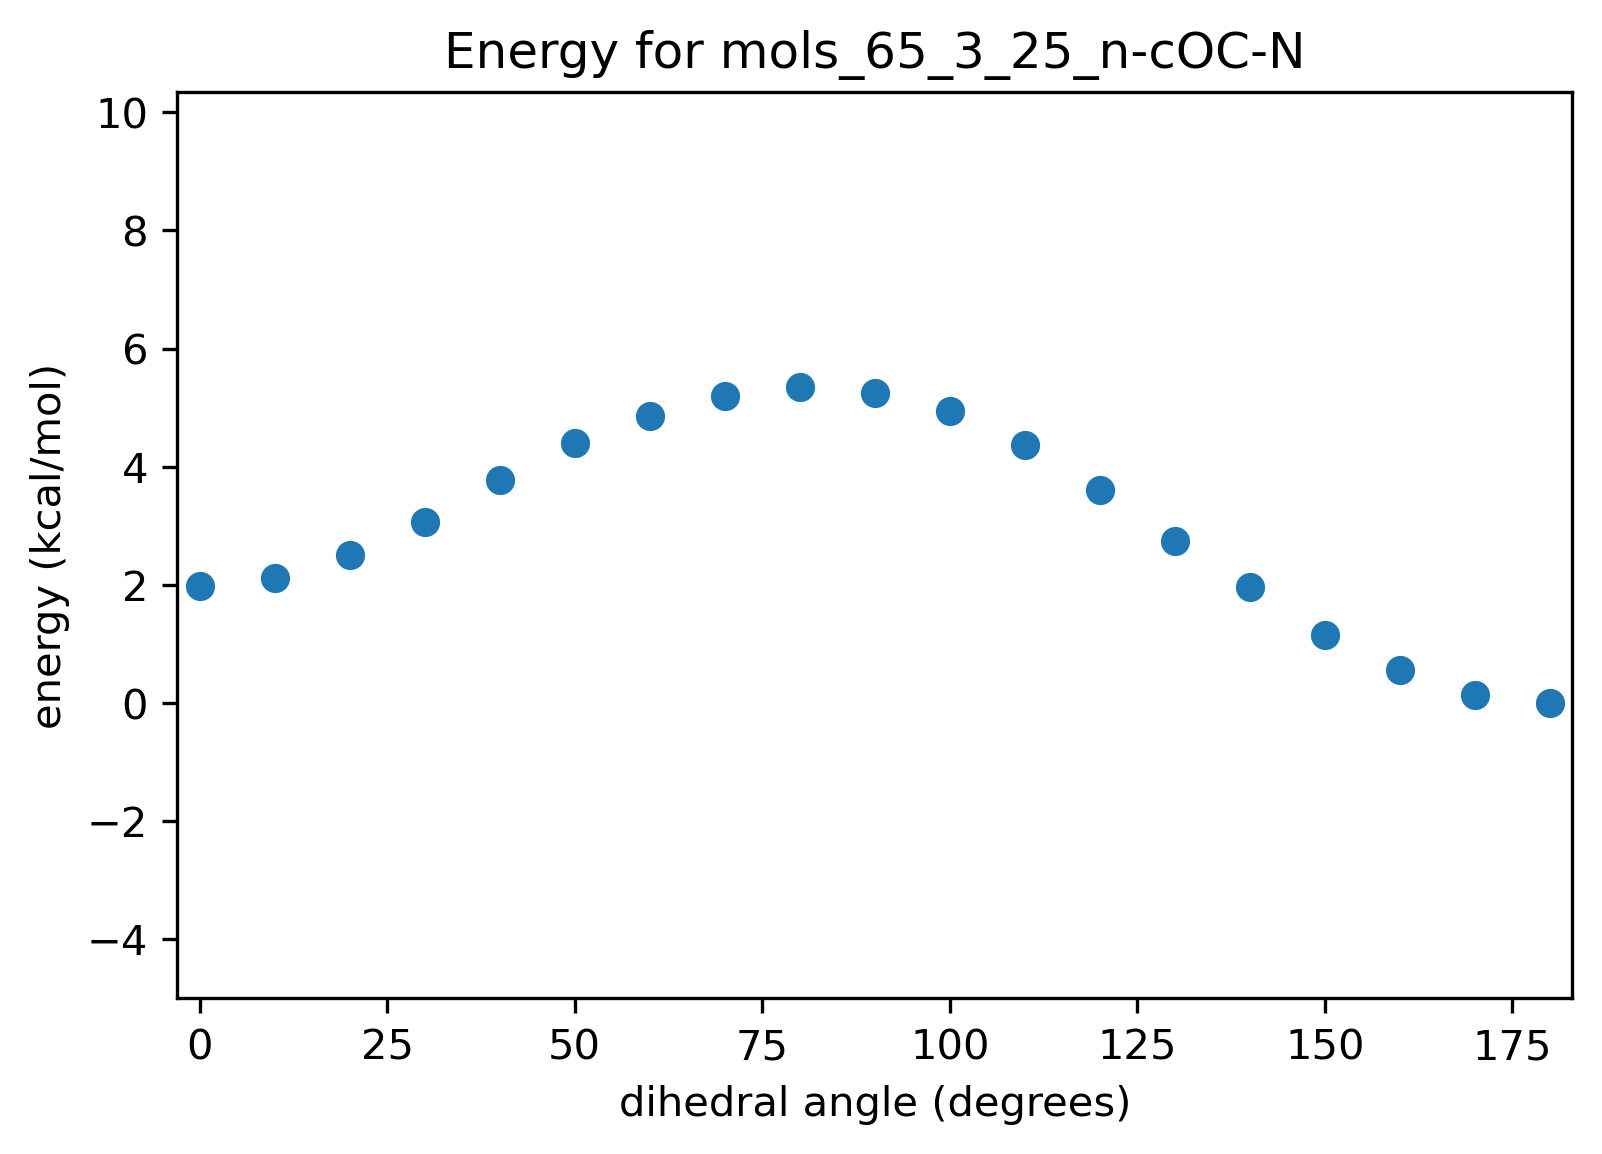 Energy for mols_65_3_25_n-cOC-N
10
8
6
4
2
0
−2
−4
energy (kcal/mol)
0 25 50 75 100 125 150 175
dihedral angle (degrees)